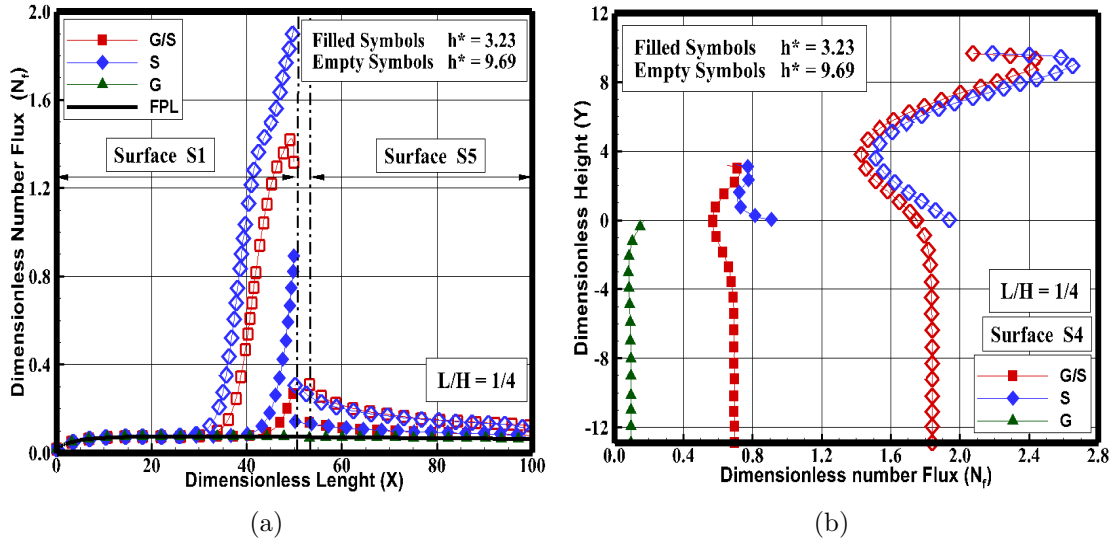 Dimensionless Number Flux (Nf)
2.0
1.6
1.2
0.8
0.4
0.0
G/S
S
G
FPL
Filled Symbols h* = 3.23
Empty Symbols h* = 9.69
Surface S1
Surface S5
L/H = 1/4
0 20 40 60 80 100
Dimensionless Lenght (X)
(a)
Dimensionless Height (Y)
12
8
4
0
-4
-8
-12
Filled Symbols h* = 3.23
Empty Symbols h* = 9.69
L/H = 1/4
Surface S4
G/S
S
G
0.0 0.4 0.8 1.2 1.6 2.0 2.4 2.8
Dimensionless number Flux (Nf)
(b)